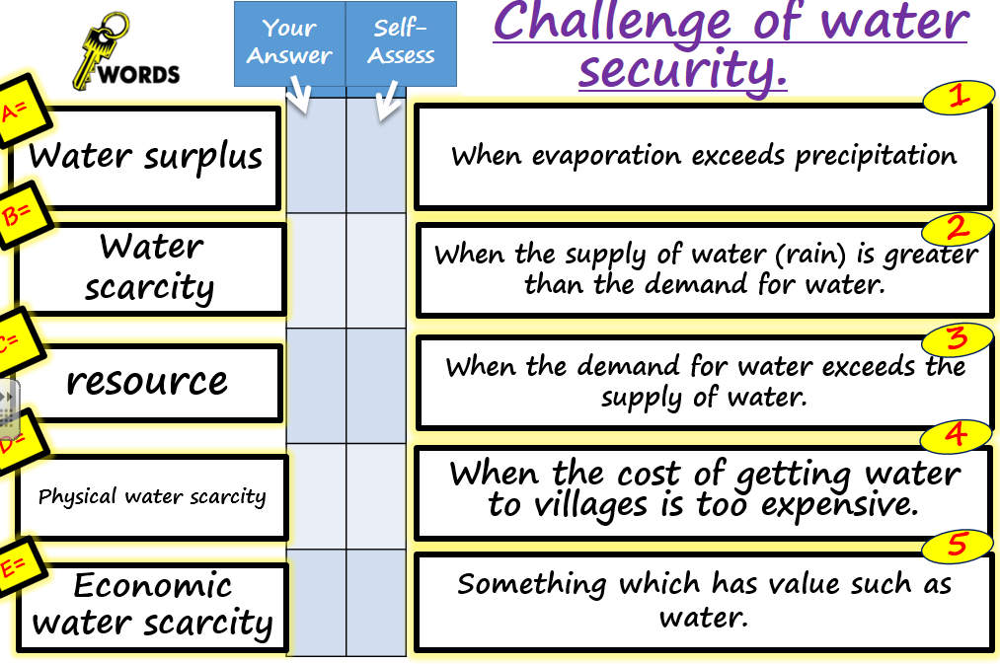 WORDS
Your
Answer
Self-
Assess
Challenge of water
security.
A=
Water surplus
1
When evaporation exceeds precipitation
B=
Water
scarcity
2
When the supply of water (rain) is greater
than the demand for water.
C=
resource
3
When the demand for water exceeds the
supply of water.
D=
Physical water scarcity
4
When the cost of getting water
to villages is too expensive.
E=
Economic
water scarcity
5
Something which has value such as
water.